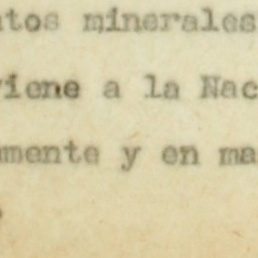 tos minerales
viene a la Nac
mente y en ma